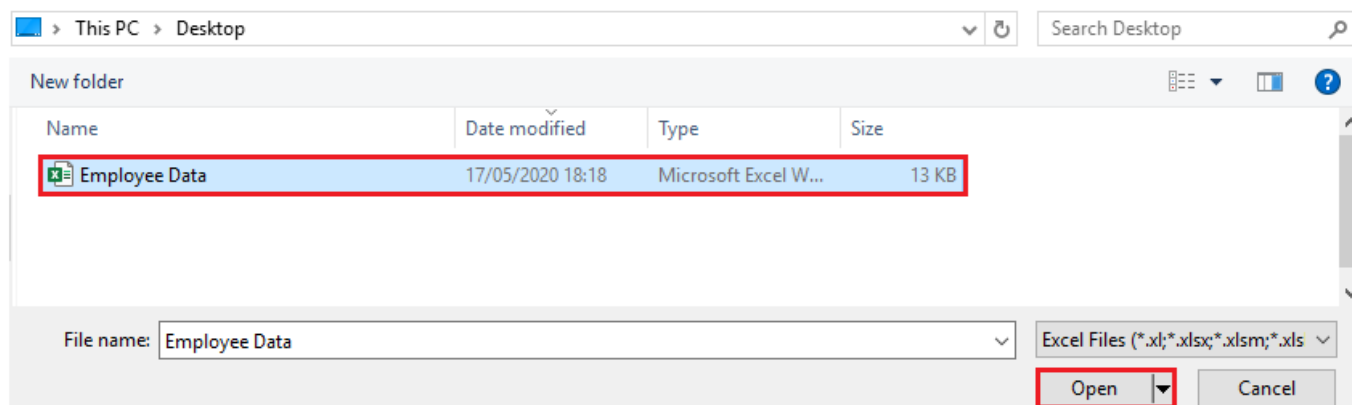 This PC > Desktop Search Desktop
New folder
Name Date modified Type Size
Employee Data 17/05/2020 18:18 Microsoft Excel W... 13 KB
File name: Employee Data Excel Files (*.xl;*.xlsx;*.xlsm;*.xls
Open Cancel